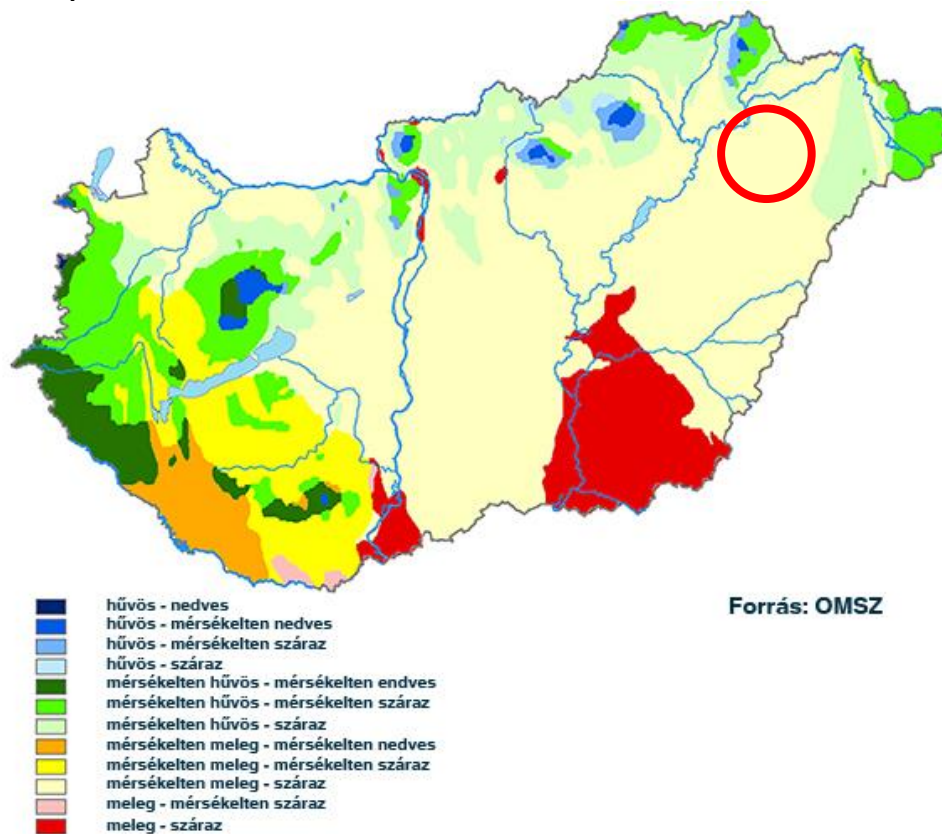 hűvös - nedves
hűvös - mérsékelten nedves
hűvös - mérsékelten száraz
hűvös - száraz
mérsékelten hűvös - mérsékelten endves
mérsékelten hűvös - mérsékelten száraz
mérsékelten hűvös - száraz
mérsékelten meleg - mérsékelten nedves
mérsékelten meleg - mérsékelten száraz
mérsékelten meleg - száraz
meleg - mérsékelten száraz
meleg - száraz
Forrás: OMSZ